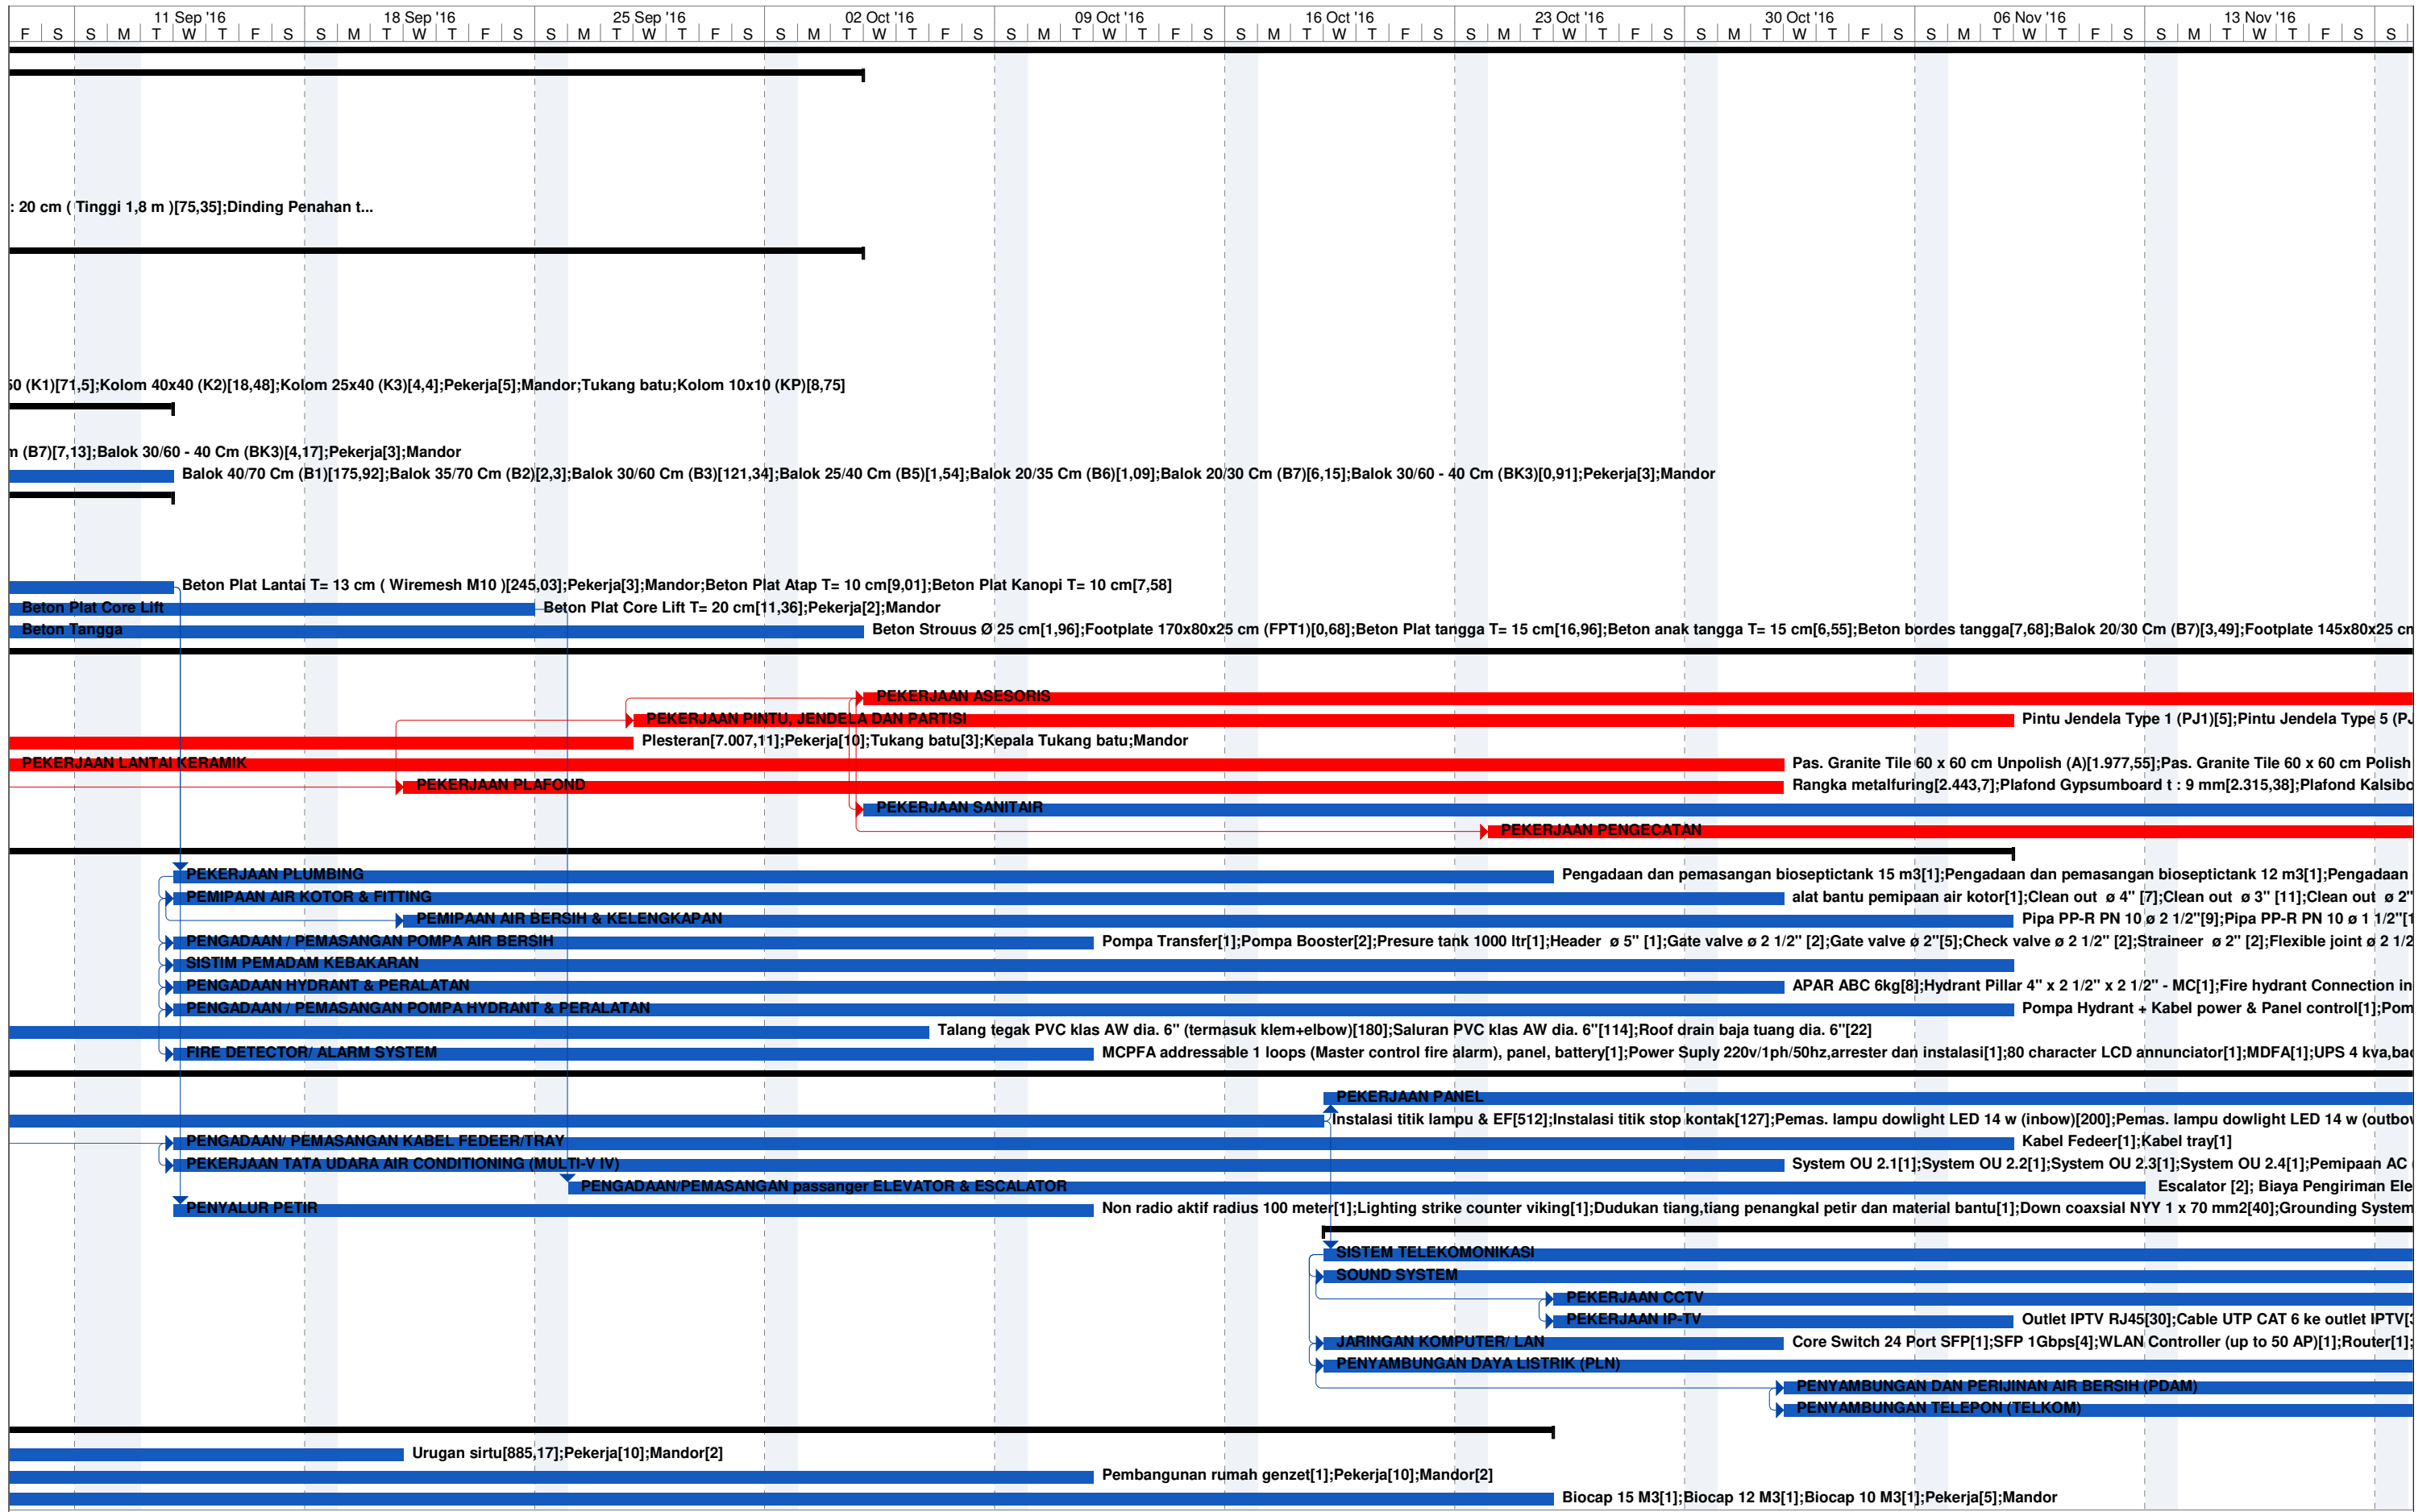 11 Sep '16 18 Sep '16 25 Sep '16 02 Oct '16 09 Oct '16 16 Oct '16 23 Oct '16 30 Oct '16 06 Nov '16 13 Nov '16
F S S M T W T F S S M T W T F S S M T W T F S S M T W T F S S M T W T F S S M T W T F S S M T W T F S S M T W T F S S M T W T F S S M T W T F S S
: 20 cm ( Tinggi 1,8 m )[75,35];Dinding Penahan t...
50 (K1)[71,5];Kolom 40x40 (K2)[18,48];Kolom 25x40 (K3)[4,4];Pekerja[5];Mandor;Tukang batu;Kolom 10x10 (KP)[8,75]
m (B7)[7,13];Balok 30/60 - 40 Cm (BK3)[4,17];Pekerja[3];Mandor
Balok 40/70 Cm (B1)[175,92];Balok 35/70 Cm (B2)[2,3];Balok 30/60 Cm (B3)[121,34];Balok 25/40 Cm (B5)[1,54];Balok 20/35 Cm (B6)[1,09];Balok 20/30 Cm (B7)[6,15];Balok 30/60 - 40 Cm (BK3)[0,91];Pekerja[3];Mandor
Beton Plat Lantai T= 13 cm ( Wiremesh M10 )[245,03];Pekerja[3];Mandor;Beton Plat Atap T= 10 cm[9,01];Beton Plat Kanopi T= 10 cm[7,58]
Beton Plat Core Lift Beton Plat Core Lift T= 20 cm[11,36];Pekerja[2];Mandor
Beton Tangga Beton Strouus Ø 25 cm[1,96];Footplate 170x80x25 cm (FPT1)[0,68];Beton Plat tangga T= 15 cm[16,96];Beton anak tangga T= 15 cm[6,55];Beton bordes tangga[7,68];Balok 20/30 Cm (B7)[3,49];Footplate 145x80x25 cm
PEKERJAAN ASESORIS
PEKERJAAN PINTU, JENDELA DAN PARTISI Pintu Jendela Type 1 (PJ1)[5];Pintu Jendela Type 5 (PJ
Plesteran[7.007,11];Pekerja[10];Tukang batu[3];Kepala Tukang batu;Mandor
PEKERJAAN LANTAI KERAMIK Pas. Granite Tile 60 x 60 cm Unpolish (A)[1.977,55];Pas. Granite Tile 60 x 60 cm Polish
PEKERJAAN PLAFOND Rangka metalfuring[2.443,7];Plafond Gypsumboard t : 9 mm[2.315,38];Plafond Kalsibo
PEKERJAAN SANITAIR
PEKERJAAN PENGECATAN
PEKERJAAN PLUMBING Pengadaan dan pemasangan bioseptictank 15 m3[1];Pengadaan dan pemasangan bioseptictank 12 m3[1];Pengadaan
PEMIPAAN AIR KOTOR & FITTING alat bantu pemipaan air kotor[1];Clean out ø 4" [7];Clean out ø 3" [11];Clean out ø 2"
PEMIPAAN AIR BERSIH & KELENGKAPAN Pipa PP-R PN 10 ø 2 1/2"[9];Pipa PP-R PN 10 ø 1 1/2"[1
PENGADAAN / PEMASANGAN POMPA AIR BERSIH Pompa Transfer[1];Pompa Booster[2];Presure tank 1000 ltr[1];Header ø 5" [1];Gate valve ø 2 1/2" [2];Gate valve ø 2"[5];Check valve ø 2 1/2" [2];Straineer ø 2" [2];Flexible joint ø 2 1/2
SISTIM PEMADAM KEBAKARAN
PENGADAAN HYDRANT & PERALATAN APAR ABC 6kg[8];Hydrant Pillar 4" x 2 1/2" x 2 1/2" - MC[1];Fire hydrant Connection in
PENGADAAN / PEMASANGAN POMPA HYDRANT & PERALATAN Pompa Hydrant + Kabel power & Panel control[1];Pom
Talang tegak PVC klas AW dia. 6" (termasuk klem+elbow)[180];Saluran PVC klas AW dia. 6"[114];Roof drain baja tuang dia. 6"[22]
FIRE DETECTOR/ ALARM SYSTEM MCPFA addressable 1 loops (Master control fire alarm), panel, battery[1];Power Suply 220v/1ph/50hz,arrester dan instalasi[1];80 character LCD annunciator[1];MDFA[1];UPS 4 kva,bac
PEKERJAAN PANEL
Instalasi titik lampu & EF[512];Instalasi titik stop kontak[127];Pemas. lampu dowlight LED 14 w (inbow)[200];Pemas. lampu dowlight LED 14 w (outbow
PENGADAAN/ PEMASANGAN KABEL FEDEER/TRAY Kabel Fedeer[1];Kabel tray[1]
PEKERJAAN TATA UDARA AIR CONDITIONING (MULTI-V IV) System OU 2.1[1];System OU 2.2[1];System OU 2.3[1];System OU 2.4[1];Pemipaan AC
PENGADAAN/PEMASANGAN passanger ELEVATOR & ESCALATOR Escalator [2]; Biaya Pengiriman Ele
PENYALUR PETIR Non radio aktif radius 100 meter[1];Lighting strike counter viking[1];Dudukan tiang,tiang penangkal petir dan material bantu[1];Down coaxsial NYY 1 x 70 mm2[40];Grounding System
SISTEM TELEKOMONIKASI
SOUND SYSTEM
PEKERJAAN CCTV
PEKERJAAN IP-TV Outlet IPTV RJ45[30];Cable UTP CAT 6 ke outlet IPTV[3
JARINGAN KOMPUTER/ LAN Core Switch 24 Port SFP[1];SFP 1Gbps[4];WLAN Controller (up to 50 AP)[1];Router[1];
PENYAMBUNGAN DAYA LISTRIK (PLN)
PENYAMBUNGAN DAN PERIJINAN AIR BERSIH (PDAM)
PENYAMBUNGAN TELEPON (TELKOM)
Urugan sirtu[885,17];Pekerja[10];Mandor[2]
Pembangunan rumah genzet[1];Pekerja[10];Mandor[2]
Biocap 15 M3[1];Biocap 12 M3[1];Biocap 10 M3[1];Pekerja[5];Mandor